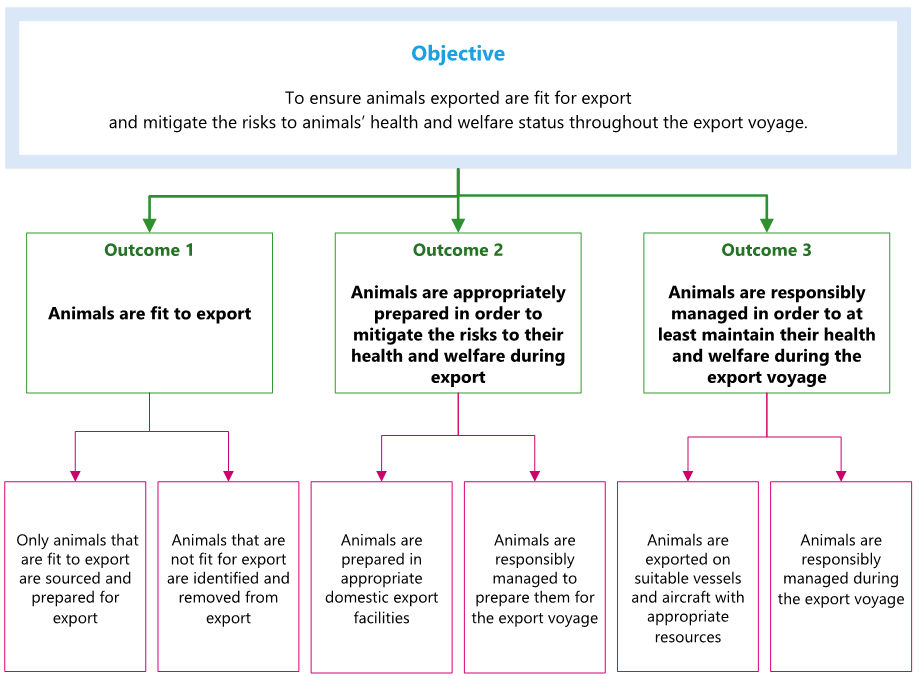 Objective
To ensure animals exported are fit for export
and mitigate the risks to animals’ health and welfare status throughout the export voyage.
Outcome 1
Animals are fit to export
Outcome 2
Animals are appropriately
prepared in order to
mitigate the risks to their
health and welfare during
export
Outcome 3
Animals are responsibly
managed in order to at
least maintain their health
and welfare during the
export voyage
Only animals that
are fit to export
are sourced and
prepared for
export
Animals that are
not fit for export
are identified and
removed from
export
Animals are
prepared in
appropriate
domestic export
facilities
Animals are
responsibly
managed to
prepare them for
the export voyage
Animals are
exported on
suitable vessels
and aircraft with
appropriate
resources
Animals are
responsibly
managed during
the export voyage